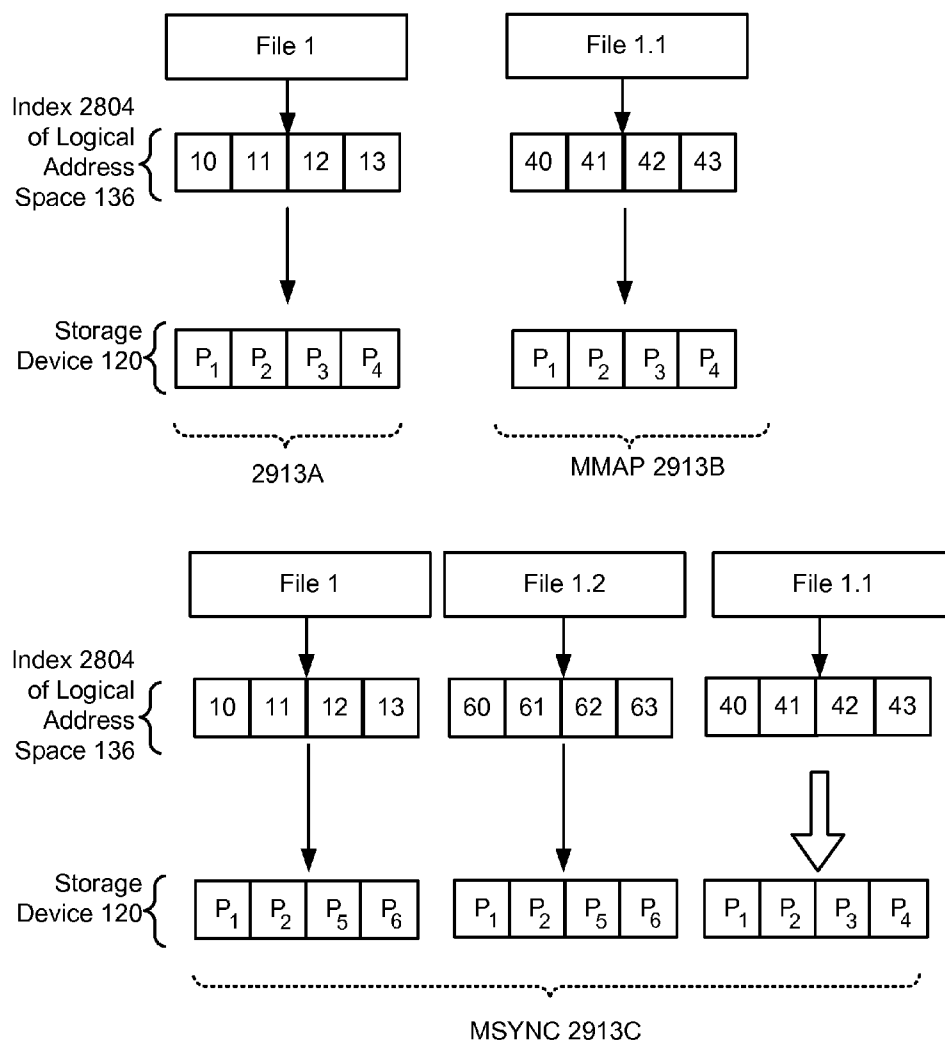 File 1
File 1.1
Index 2804
of Logical
Address
Space 136
10 11 12 13
40 41 42 43
Storage
Device 120
P1 P2 P3 P4
P1 P2 P3 P4
2913A
MMAP 2913B
File 1
File 1.2
File 1.1
Index 2804
of Logical
Address
Space 136
10 11 12 13
60 61 62 63
40 41 42 43
Storage
Device 120
P1 P2 P5 P6
P1 P2 P5 P6
P1 P2 P3 P4
MSYNC 2913C